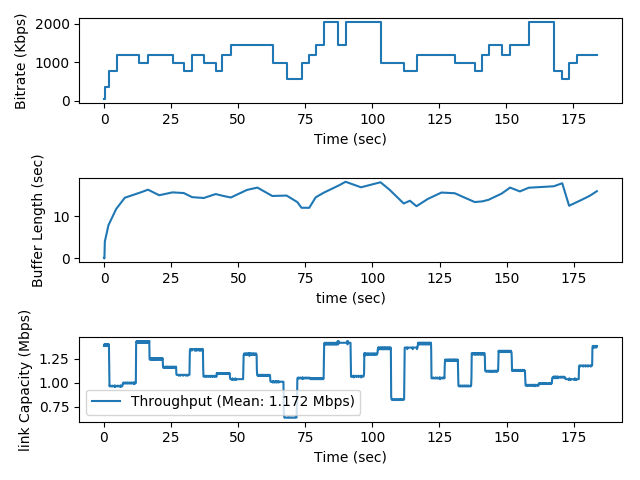 Bitrate (Kbps)
2000
1000
0
0 25 50 75 100 125 150 175
Time (sec)
Buffer Length (sec)
10
0
0 25 50 75 100 125 150 175
time (sec)
link Capacity (Mbps)
1.25
1.00
0.75
Throughput (Mean: 1.172 Mbps)
0 25 50 75 100 125 150 175
Time (sec)